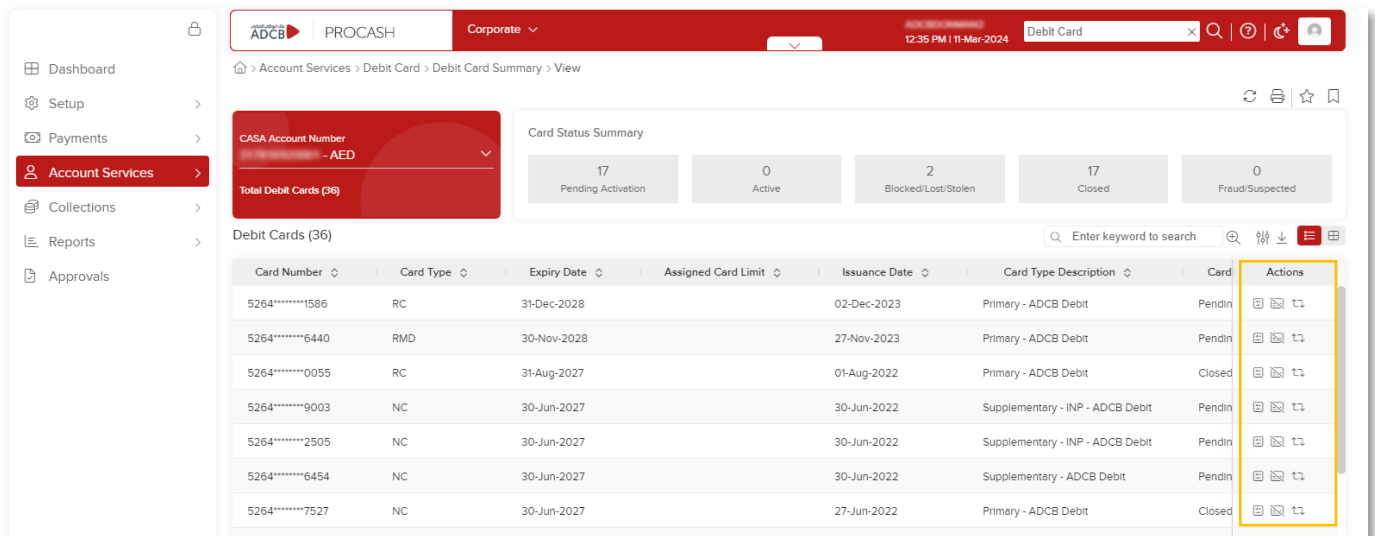 ADCB
PROCASH
Corporate
12:35 PM | 11-Mar-2024
Debit Card
Dashboard
Setup
Payments
Account Services
Collections
Reports
Approvals
> Account Services > Debit Card > Debit Card Summary > View
CASA Account Number
- AED
Total Debit Cards (36)
Card Status Summary
17 0 2 17 0
Pending Activation Active Blocked/Lost/Stolen Closed Fraud/Suspected
Debit Cards (36)
Enter keyword to search
Card Number Card Type Expiry Date Assigned Card Limit Issuance Date Card Type Description Card Actions
5264********1586 RC 31-Dec-2028 02-Dec-2023 Primary - ADCB Debit Pendin
5264********6440 RMD 30-Nov-2028 27-Nov-2023 Primary - ADCB Debit Pendin
5264********0055 RC 31-Aug-2027 01-Aug-2022 Primary - ADCB Debit Closed
5264********9003 NC 30-Jun-2027 30-Jun-2022 Supplementary - INP - ADCB Debit Pendin
5264********2505 NC 30-Jun-2027 30-Jun-2022 Supplementary - INP - ADCB Debit Pendin
5264********6454 NC 30-Jun-2027 30-Jun-2022 Supplementary - ADCB Debit Pendin
5264********7527 NC 30-Jun-2027 27-Jun-2022 Primary - ADCB Debit Closed